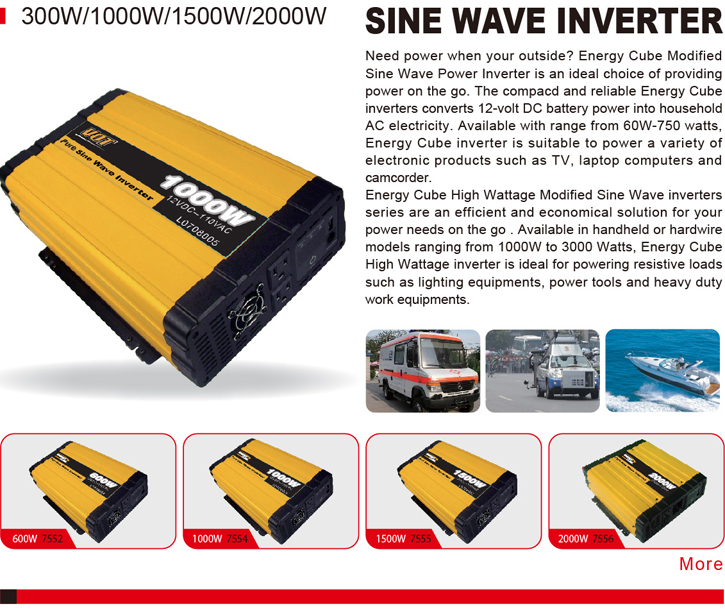 300W/1000W/1500W/2000W
SINE WAVE INVERTER
Need power when your outside? Energy Cube Modified
Sine Wave Power Inverter is an ideal choice of providing
power on the go. The compacd and reliable Energy Cube
inverters converts 12-volt DC battery power into household
AC electricity. Available with range from 60W-750 watts,
Energy Cube inverter is suitable to power a variety of
electronic products such as TV, laptop computers and
camcorder.
Energy Cube High Wattage Modified Sine Wave inverters
series are an efficient and economical solution for your
power needs on the go . Available in handheld or hardwire
models ranging from 1000W to 3000 Watts, Energy Cube
High Wattage inverter is ideal for powering resistive loads
such as lighting equipments, power tools and heavy duty
work equipments.
Pure Sine Wave Inverter
1000W
12VDC-110VAC
L0708005
600W
1000W
1500W
2000W
600W 7552
1000W 7554
1500W 7555
2000W 7556
More